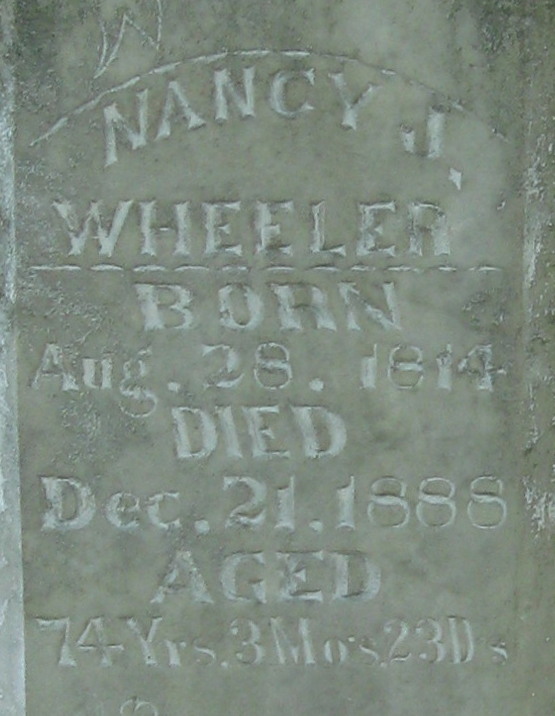 W
NANCY J,
WHEELER
BORN
Aug. 28. 1814
DIED
Dec. 21. 1888
AGED
74 Yrs. 3 Mo's. 23 D's